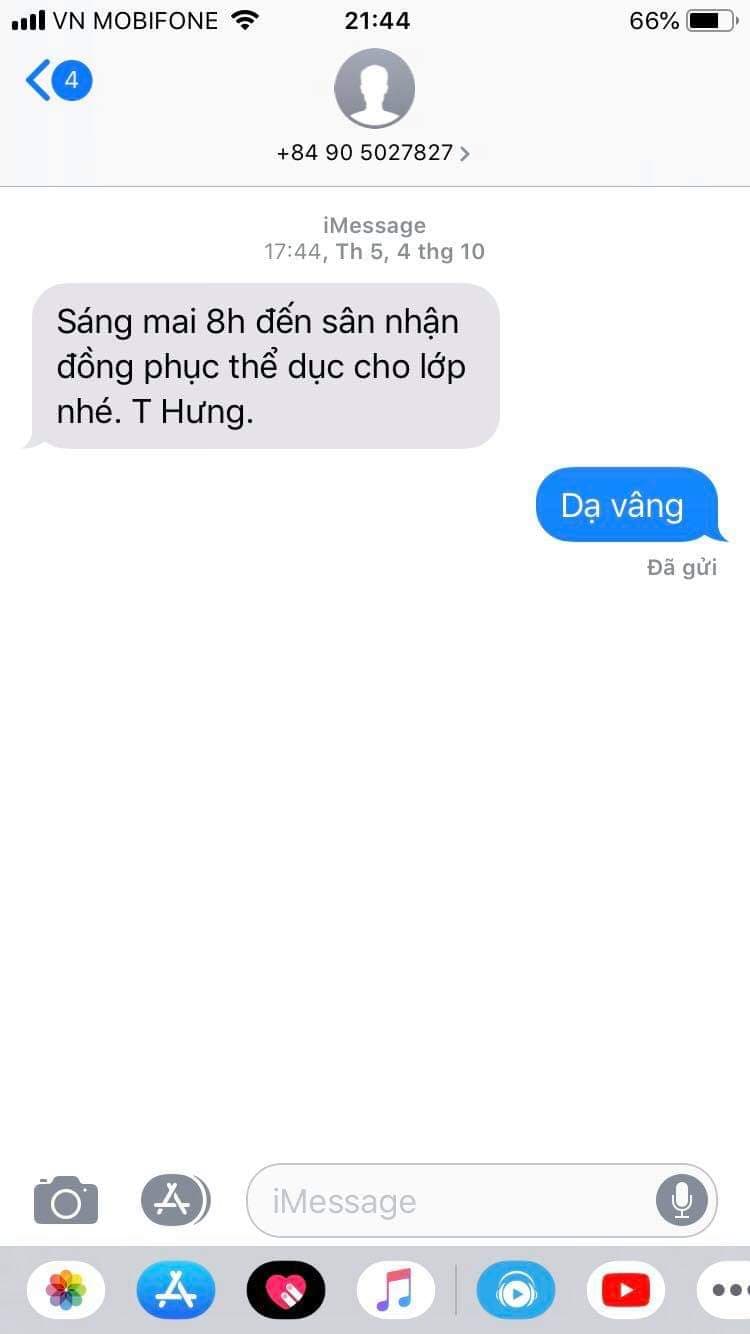 VN MOBIFONE 21:44 66%
4
+84 90 5027827
iMessage
17:44, Th 5, 4 thg 10
Sáng mai 8h đến sân nhận
đồng phục thể dục cho lớp
nhé. T Hưng.
Dạ vâng
Đã gửi
iMessage